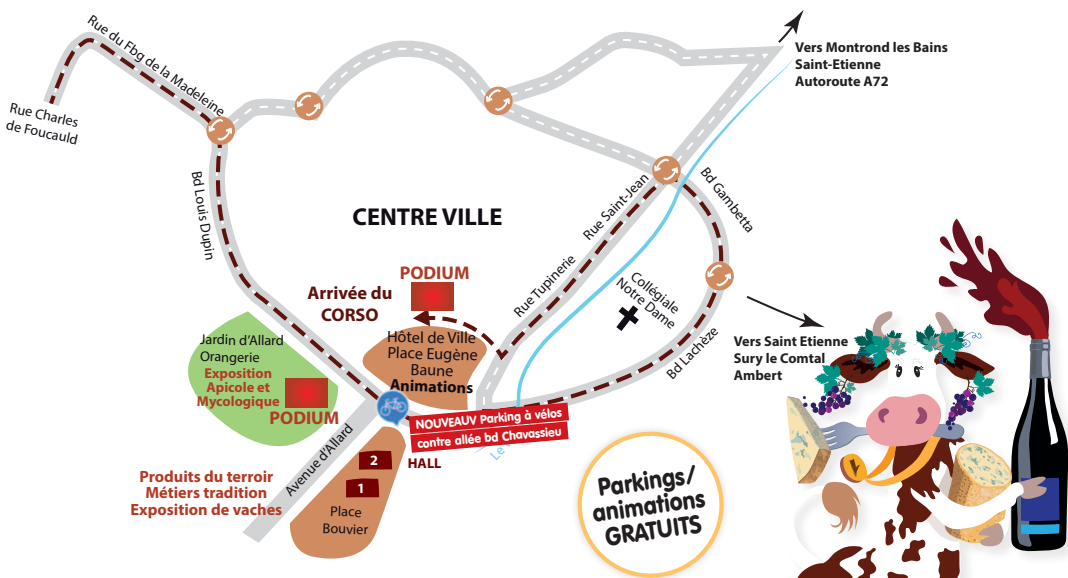 Rue du Fbg de la Madeleine
Rue Charles
de Foucauld
Vers Montrond les Bains
Saint-Etienne
Autoroute A72
Bd Louis Dupin
CENTRE VILLE
Rue Saint-Jean
Bd Gambetta
Rue Tupinerie
PODIUM
Arrivée du
CORSO
Collégiale
Notre Dame
Bd Lachèze
Hôtel de Ville
Place Eugène
Baune
Animations
Jardin d'Allard
Orangerie
Exposition
Apicole et
Mycologique
PODIUM
Vers Saint Etienne
Sury le Comtal
Ambert
NOUVEAUV Parking à vélos
contre allée bd Chavassieu
Le
HALL
Avenue d'Allard
2
1
Place
Bouvier
Produits du terroir
Métiers tradition
Exposition de vaches
Parkings/
animations
GRATUITS